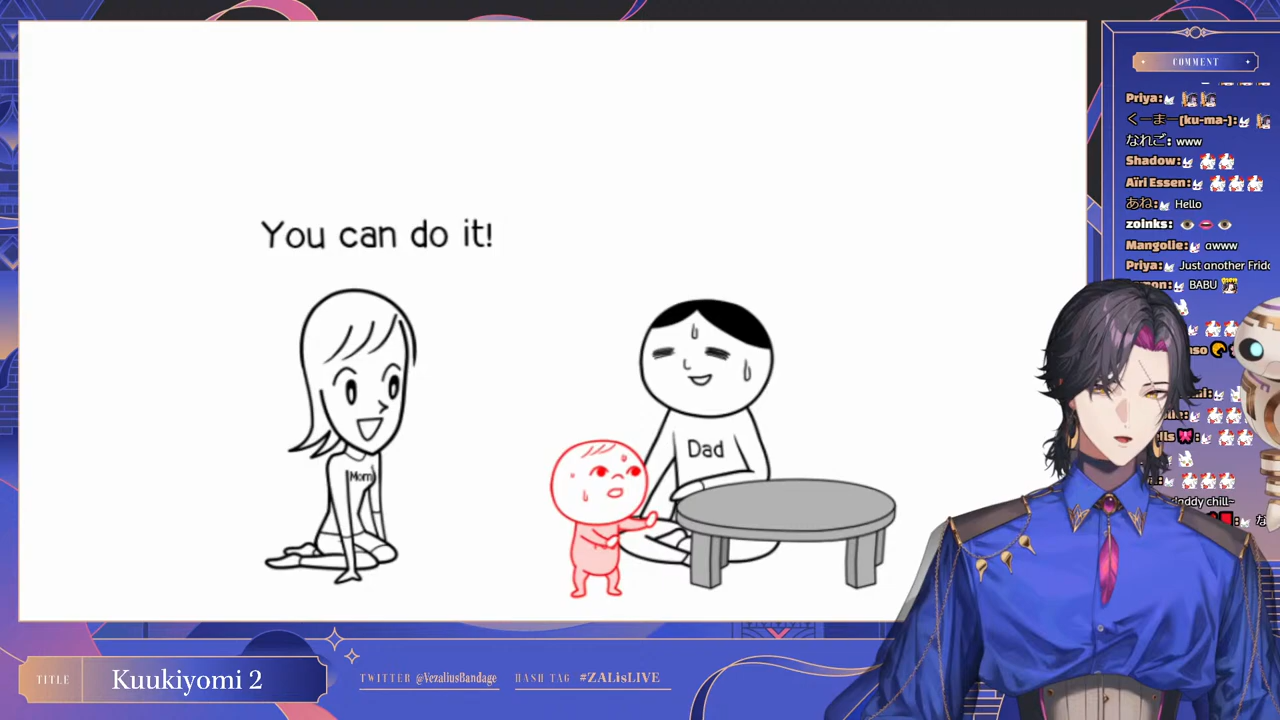 COMMENT
Priya:
くーまー(ku-ma-):
なれご: www
Shadow:
Aïri Essen:
あね: Hello
zoinks:
Mangolie: awww
Priya: Just another Frid
BABU
daddy chill~
You can do it!
Mom
Dad
TITLE
Kuukiyomi 2
TWITTER @VezaliusBandage
HASH TAG #ZALisLIVE